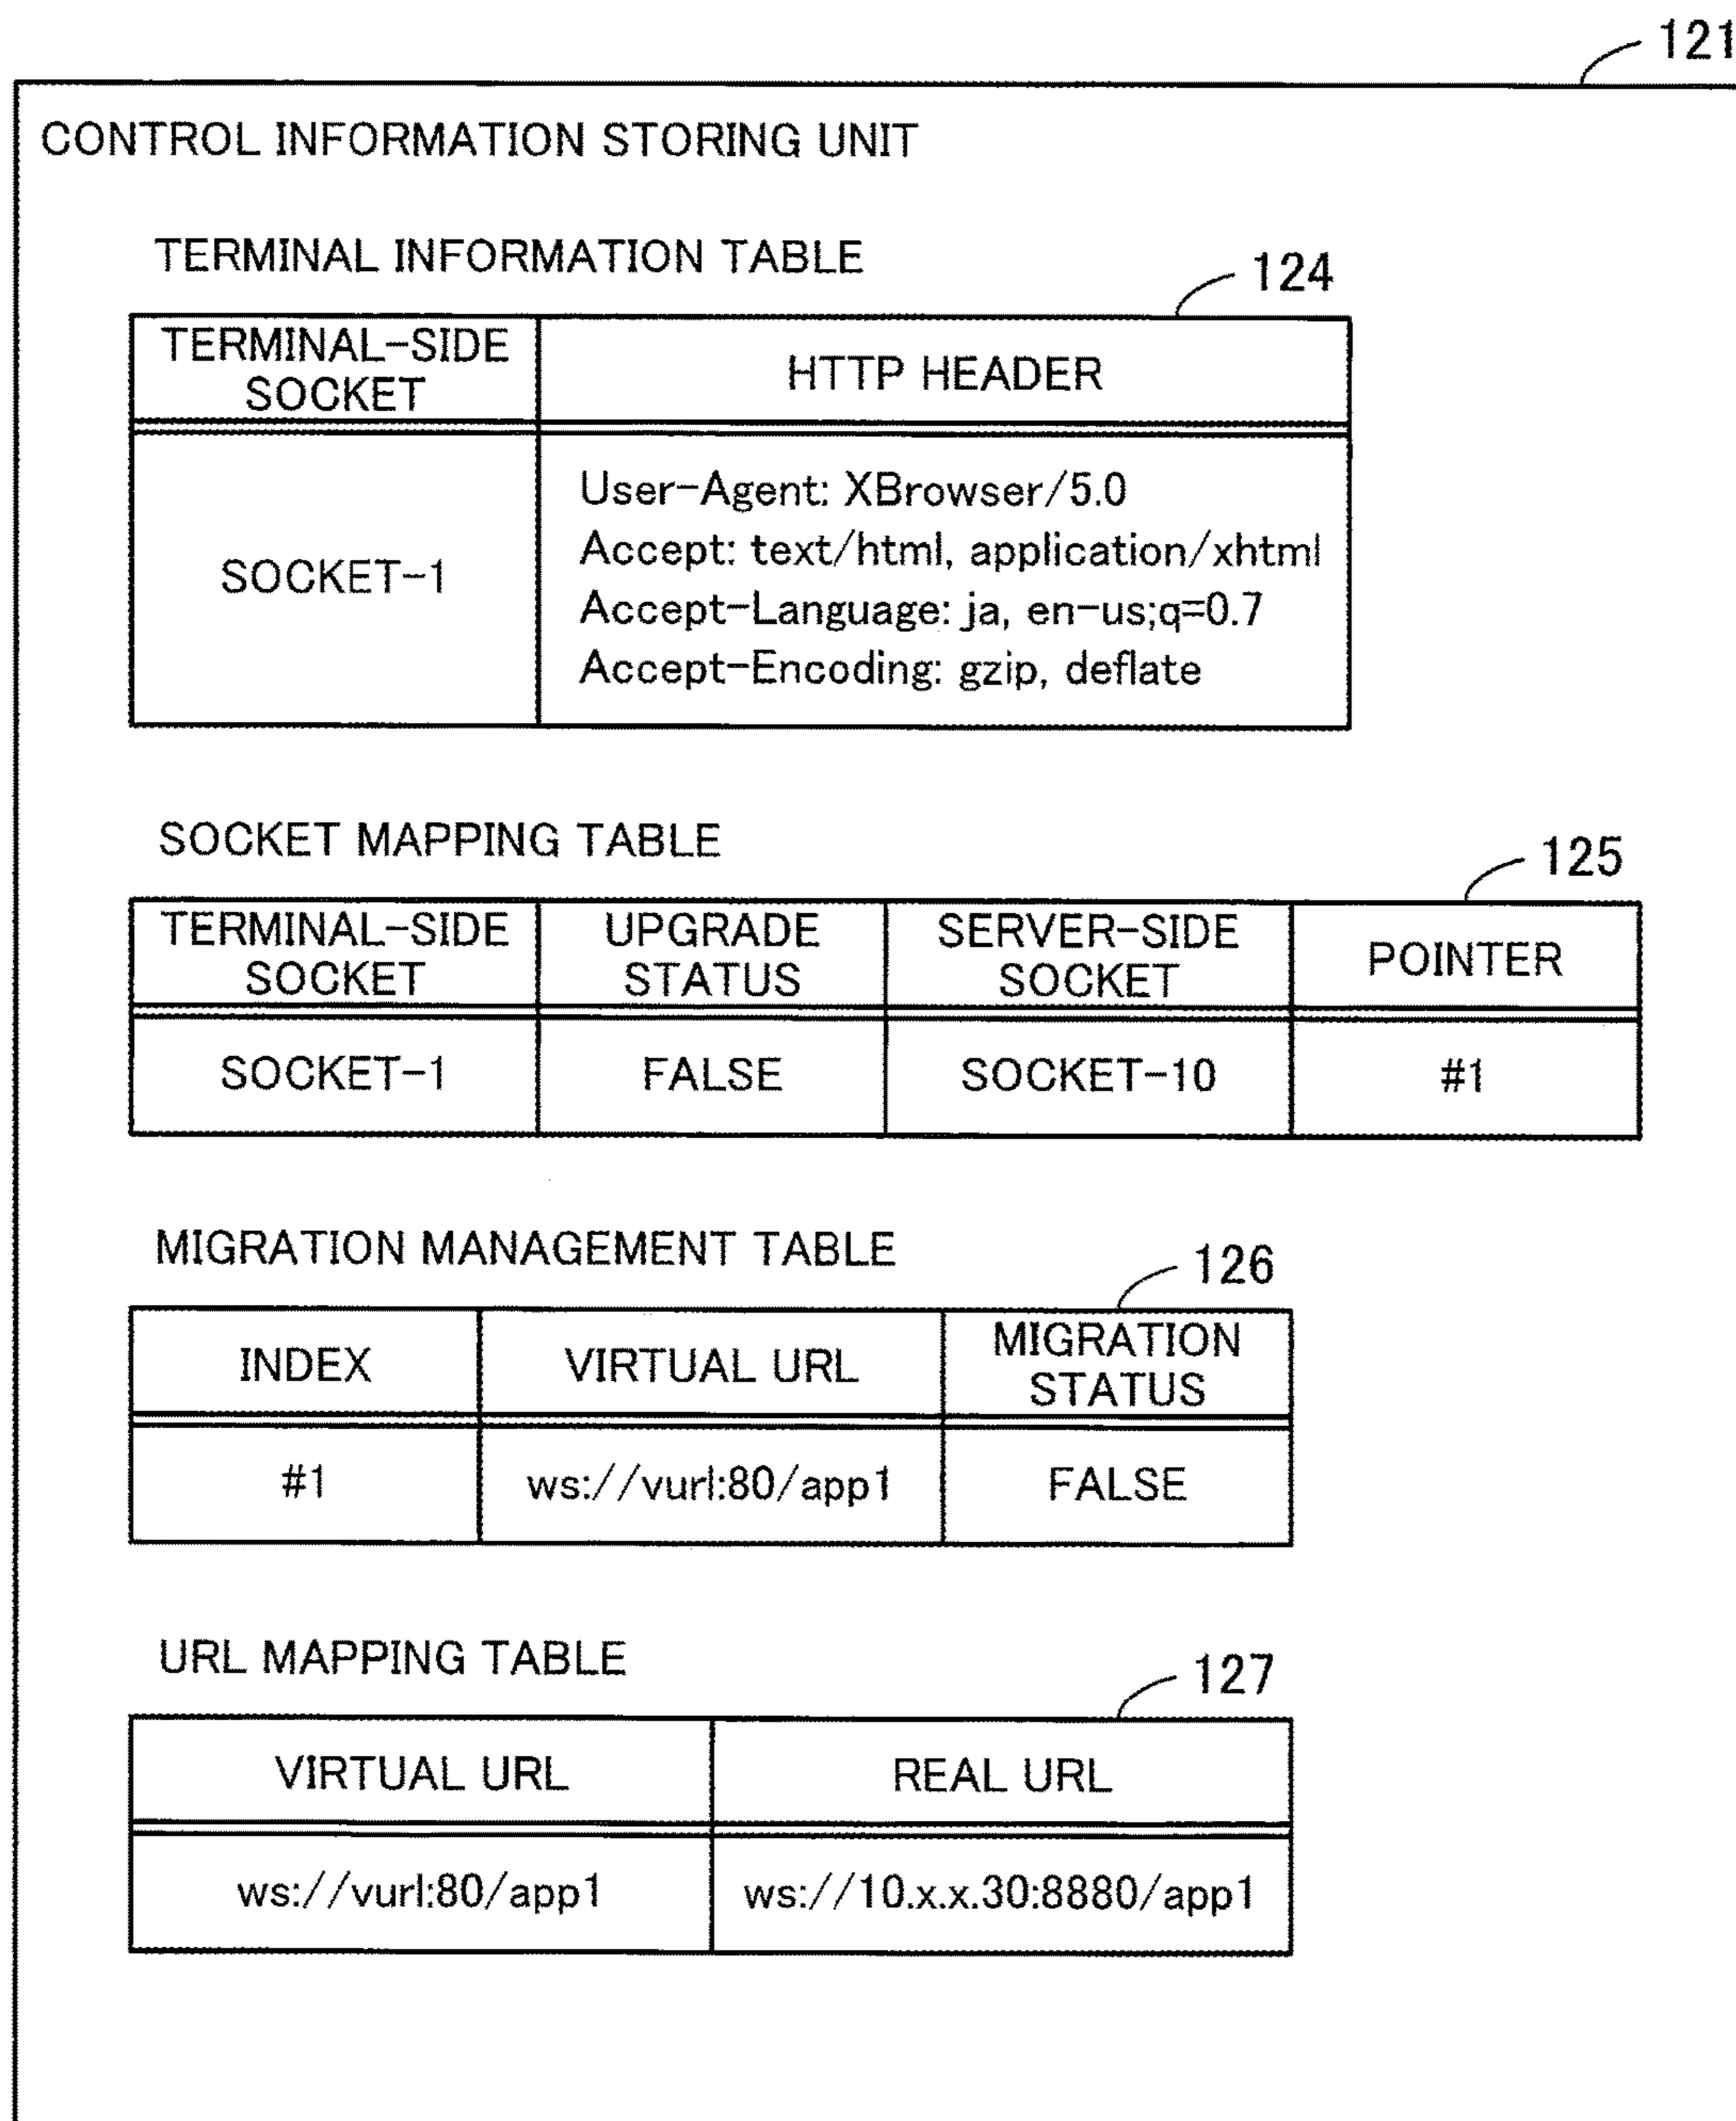 121
CONTROL INFORMATION STORING UNIT
TERMINAL INFORMATION TABLE
124
TERMINAL-SIDE
SOCKET
HTTP HEADER
SOCKET-1
User-Agent: XBrowser/5.0
Accept: text/html, application/xhtml
Accept-Language: ja, en-us;q=0.7
Accept-Encoding: gzip, deflate
SOCKET MAPPING TABLE
125
TERMINAL-SIDE
SOCKET
UPGRADE
STATUS
SERVER-SIDE
SOCKET
POINTER
SOCKET-1
FALSE
SOCKET-10
#1
MIGRATION MANAGEMENT TABLE
126
INDEX
VIRTUAL URL
MIGRATION
STATUS
#1
ws://vurl:80/app1
FALSE
URL MAPPING TABLE
127
VIRTUAL URL
REAL URL
ws://vurl:80/app1
ws://10.x.x.30:8880/app1